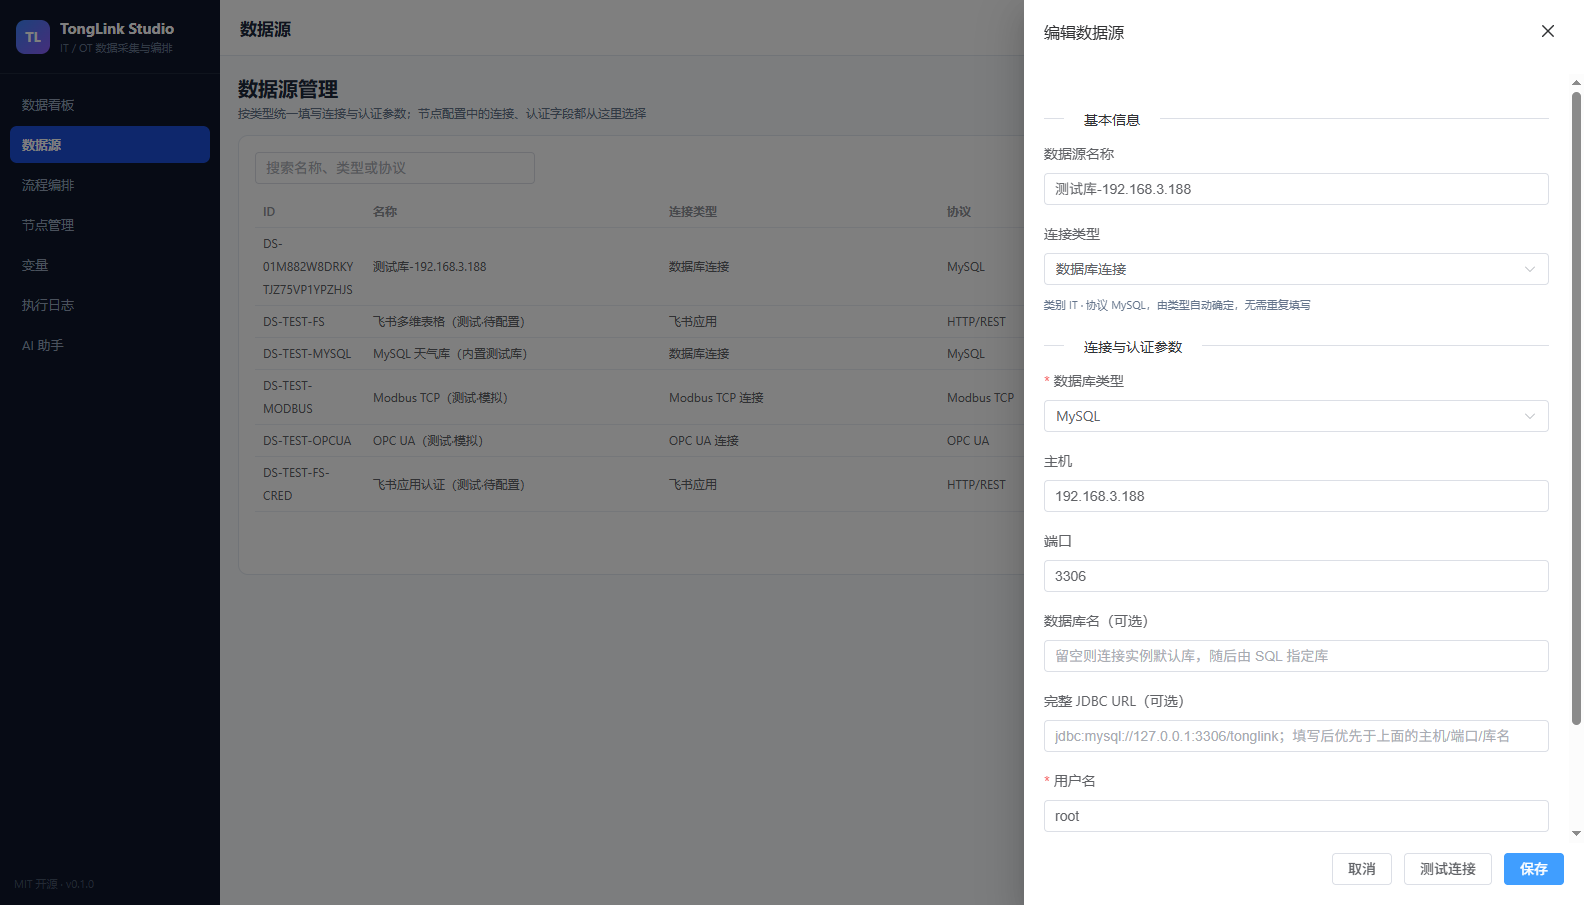 TL
TongLink Studio
IT / OT 数据采集与编排
数据看板
数据源
流程编排
节点管理
变量
执行日志
AI 助手
MIT 开源 · v0.1.0
数据源
数据源管理
按类型统一填写连接与认证参数；节点配置中的连接、认证字段都从这里选择
搜索名称、类型或协议
ID 名称 连接类型 协议
DS-
01M882W8DRKY 测试库-192.168.3.188 数据库连接 MySQL
TJZ75VP1YPZHJS
DS-TEST-FS 飞书多维表格（测试·待配置） 飞书应用 HTTP/REST
DS-TEST-MYSQL MySQL 天气库（内置测试库） 数据库连接 MySQL
DS-TEST-
MODBUS Modbus TCP（测试·模拟） Modbus TCP 连接 Modbus TCP
DS-TEST-OPCUA OPC UA（测试·模拟） OPC UA 连接 OPC UA
DS-TEST-FS-
CRED 飞书应用认证（测试·待配置） 飞书应用 HTTP/REST
编辑数据源
基本信息
数据源名称
测试库-192.168.3.188
连接类型
数据库连接
类别 IT · 协议 MySQL，由类型自动确定，无需重复填写
连接与认证参数
* 数据库类型
MySQL
主机
192.168.3.188
端口
3306
数据库名（可选）
留空则连接实例默认库，随后由 SQL 指定库
完整 JDBC URL（可选）
jdbc:mysql://127.0.0.1:3306/tonglink；填写后优先于上面的主机/端口/库名
* 用户名
root
取消 测试连接 保存